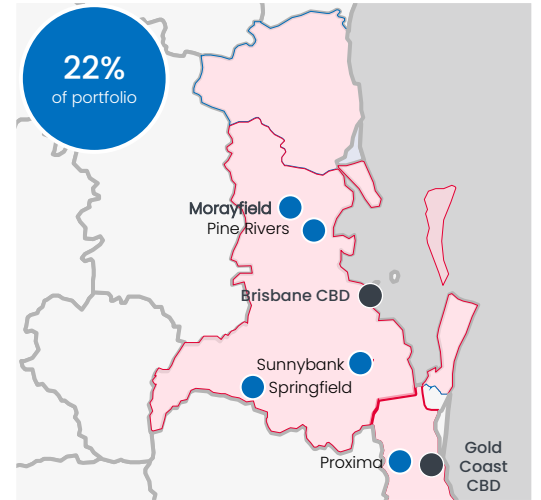 22%
of portfolio
Morayfield
Pine Rivers
Brisbane CBD
Sunnybank
Springfield
Proxima
Gold
Coast
CBD